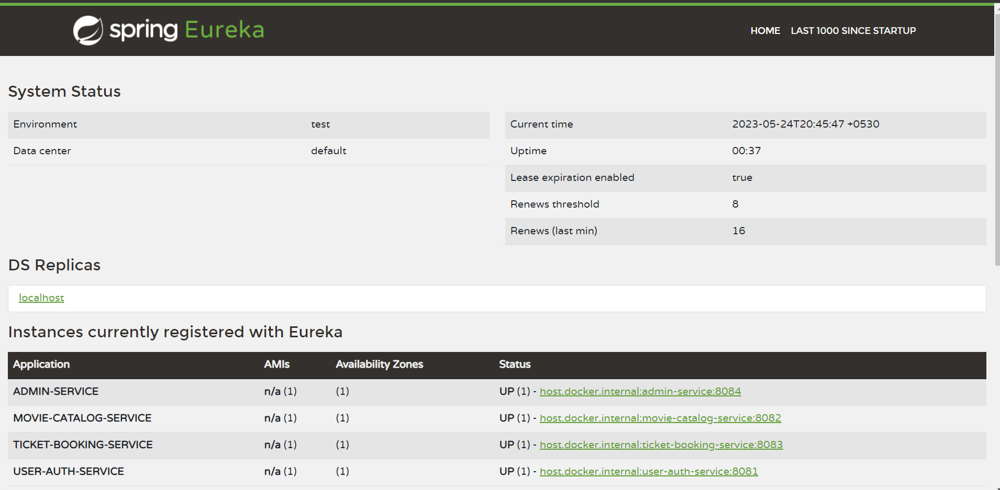 spring Eureka
HOME LAST 1000 SINCE STARTUP
System Status
Environment test
Data center default
Current time 2023-05-24T20:45:47 +0530
Uptime 00:37
Lease expiration enabled true
Renews threshold 8
Renews (last min) 16
DS Replicas
localhost
Instances currently registered with Eureka
Application AMIs Availability Zones Status
ADMIN-SERVICE n/a (1) (1) UP (1) - host.docker.internal:admin-service:8084
MOVIE-CATALOG-SERVICE n/a (1) (1) UP (1) - host.docker.internal:movie-catalog-service:8082
TICKET-BOOKING-SERVICE n/a (1) (1) UP (1) - host.docker.internal:ticket-booking-service:8083
USER-AUTH-SERVICE n/a (1) (1) UP (1) - host.docker.internal:user-auth-service:8081